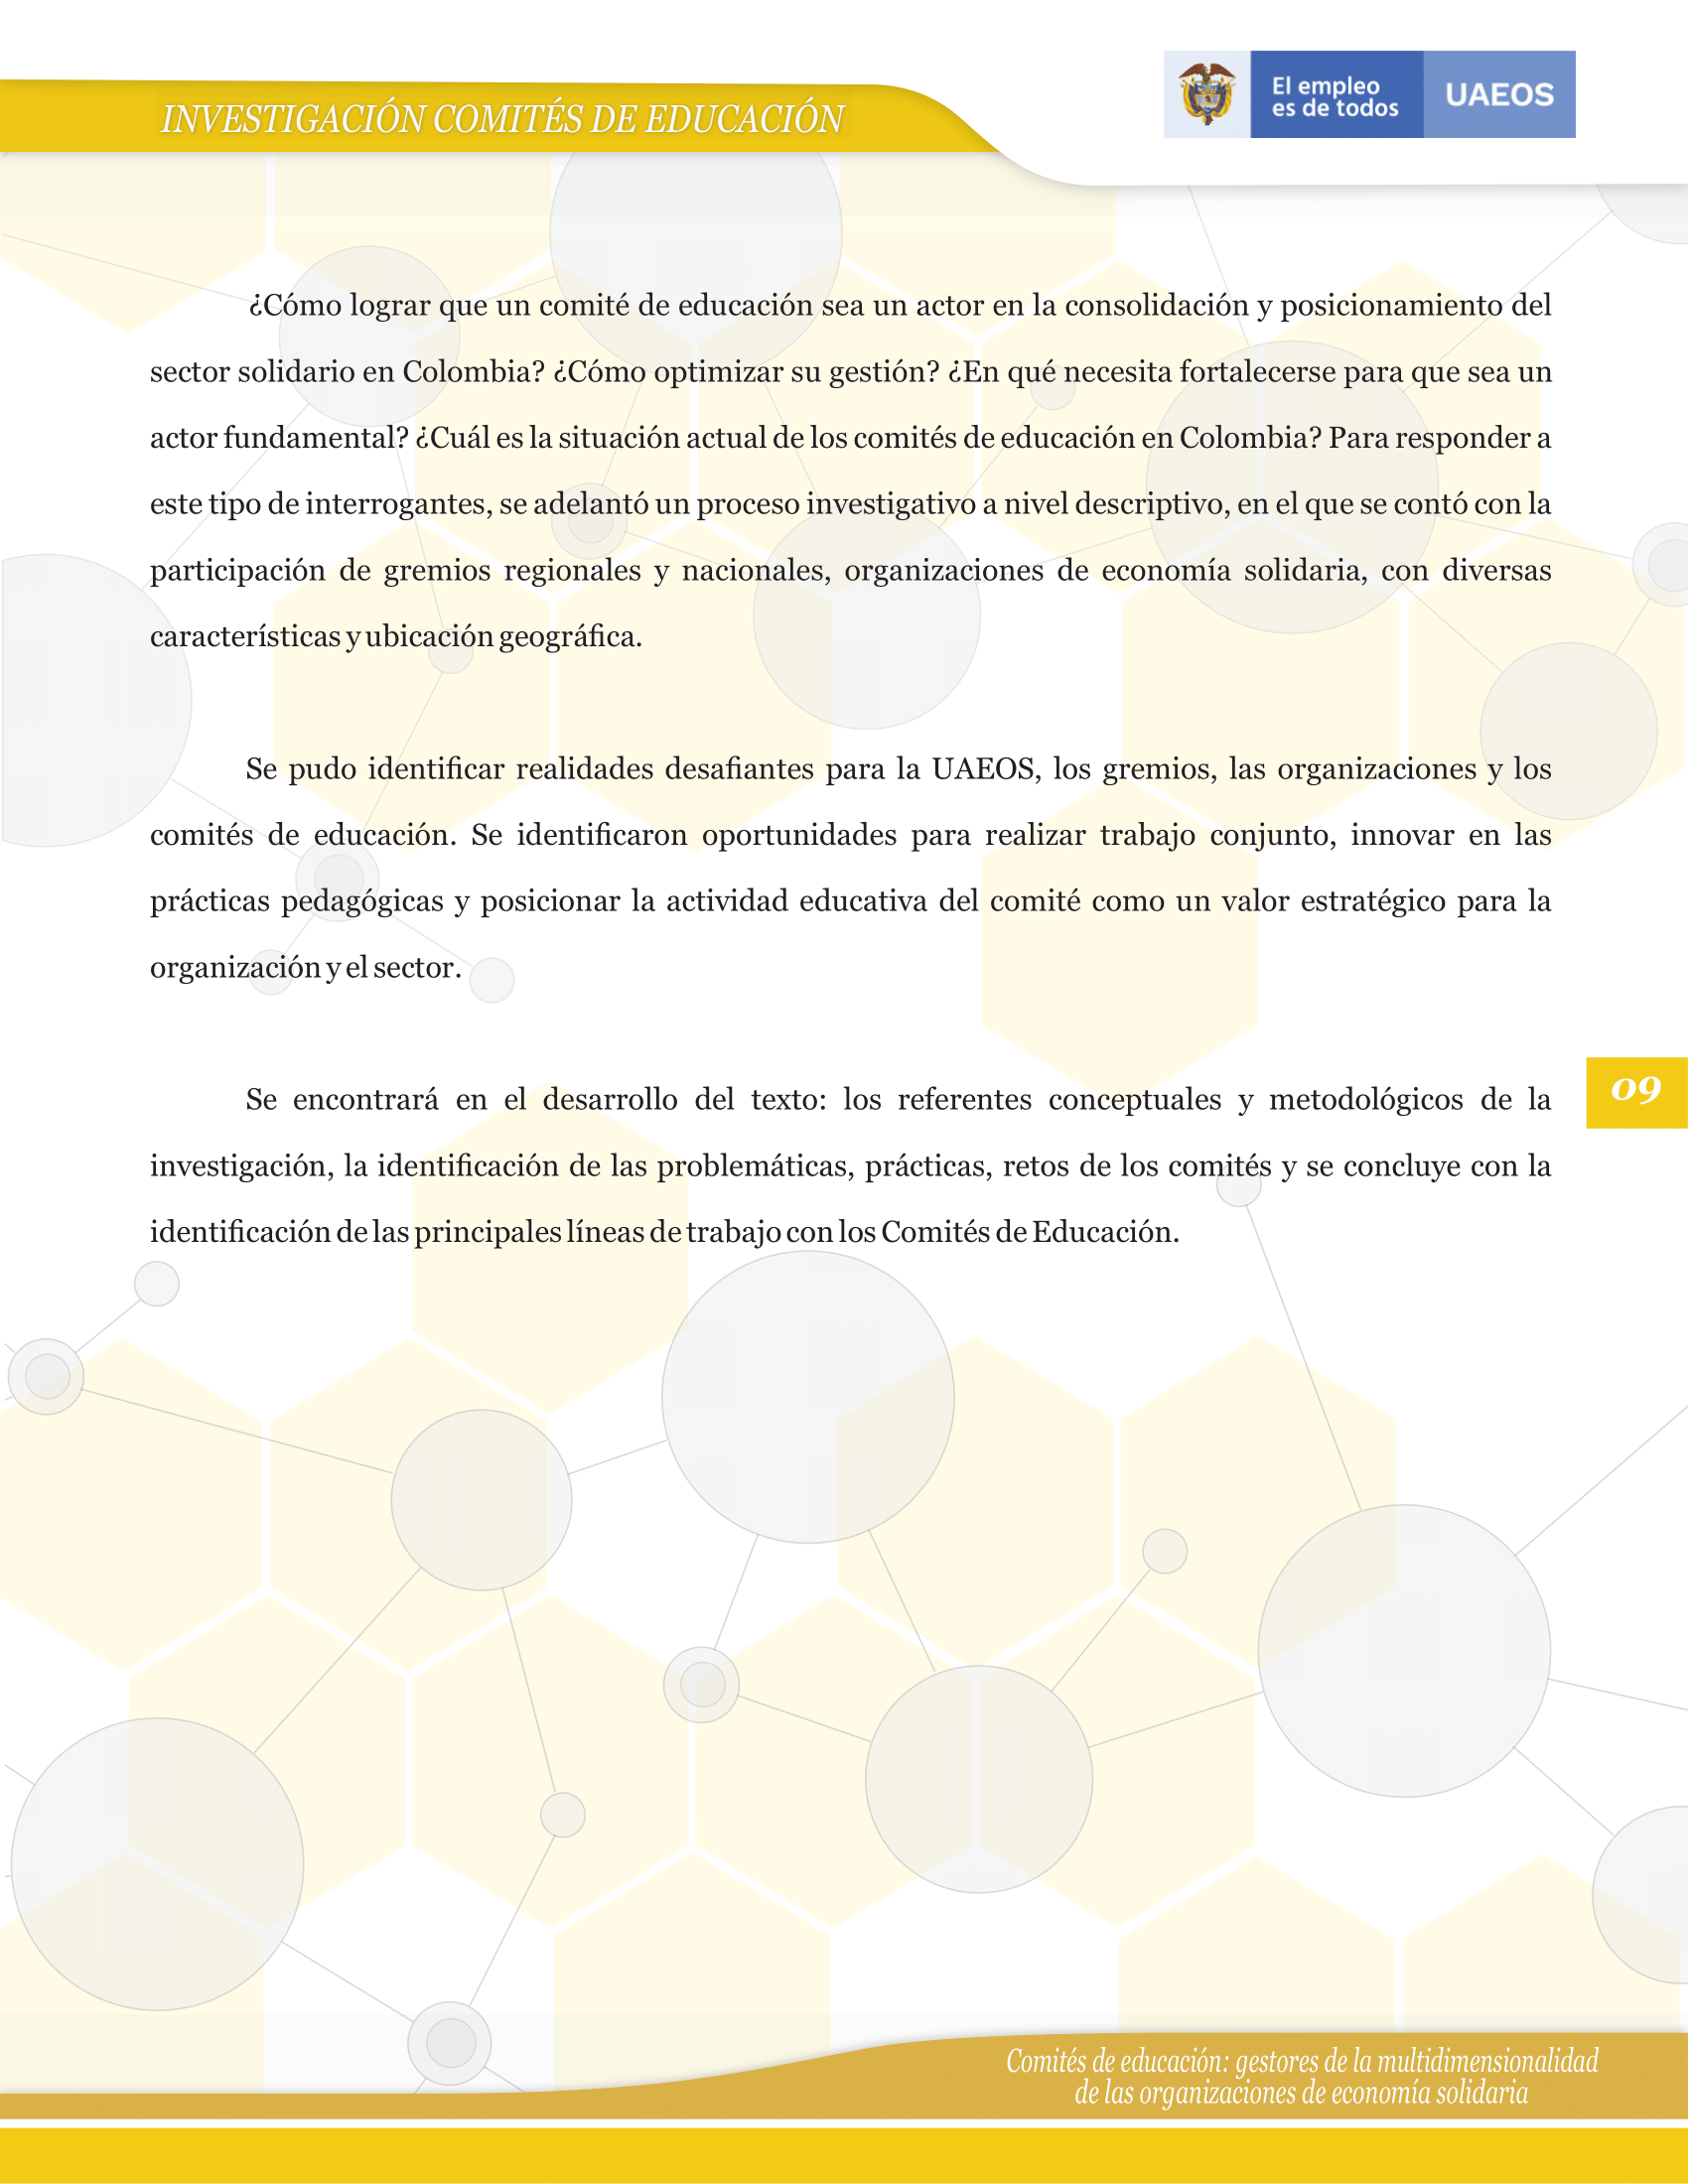 INVESTIGACIÓN COMITÉS DE EDUCACIÓN
El empleo
es de todos
UAEOS
¿Cómo lograr que un comité de educación sea un actor en la consolidación y posicionamiento del
sector solidario en Colombia? ¿Cómo optimizar su gestión? ¿En qué necesita fortalecerse para que sea un
actor fundamental? ¿Cuál es la situación actual de los comités de educación en Colombia? Para responder a
este tipo de interrogantes, se adelantó un proceso investigativo a nivel descriptivo, en el que se contó con la
participación de gremios regionales y nacionales, organizaciones de economía solidaria, con diversas
características y ubicación geográfica.
Se pudo identificar realidades desafiantes para la UAEOS, los gremios, las organizaciones y los
comités de educación. Se identificaron oportunidades para realizar trabajo conjunto, innovar en las
prácticas pedagógicas y posicionar la actividad educativa del comité como un valor estratégico para la
organización y el sector.
Se encontrará en el desarrollo del texto: los referentes conceptuales y metodológicos de la
investigación, la identificación de las problemáticas, prácticas, retos de los comités y se concluye con la
identificación de las principales líneas de trabajo con los Comités de Educación.
09
Comités de educación: gestores de la multidimensionalidad
de las organizaciones de economía solidaria